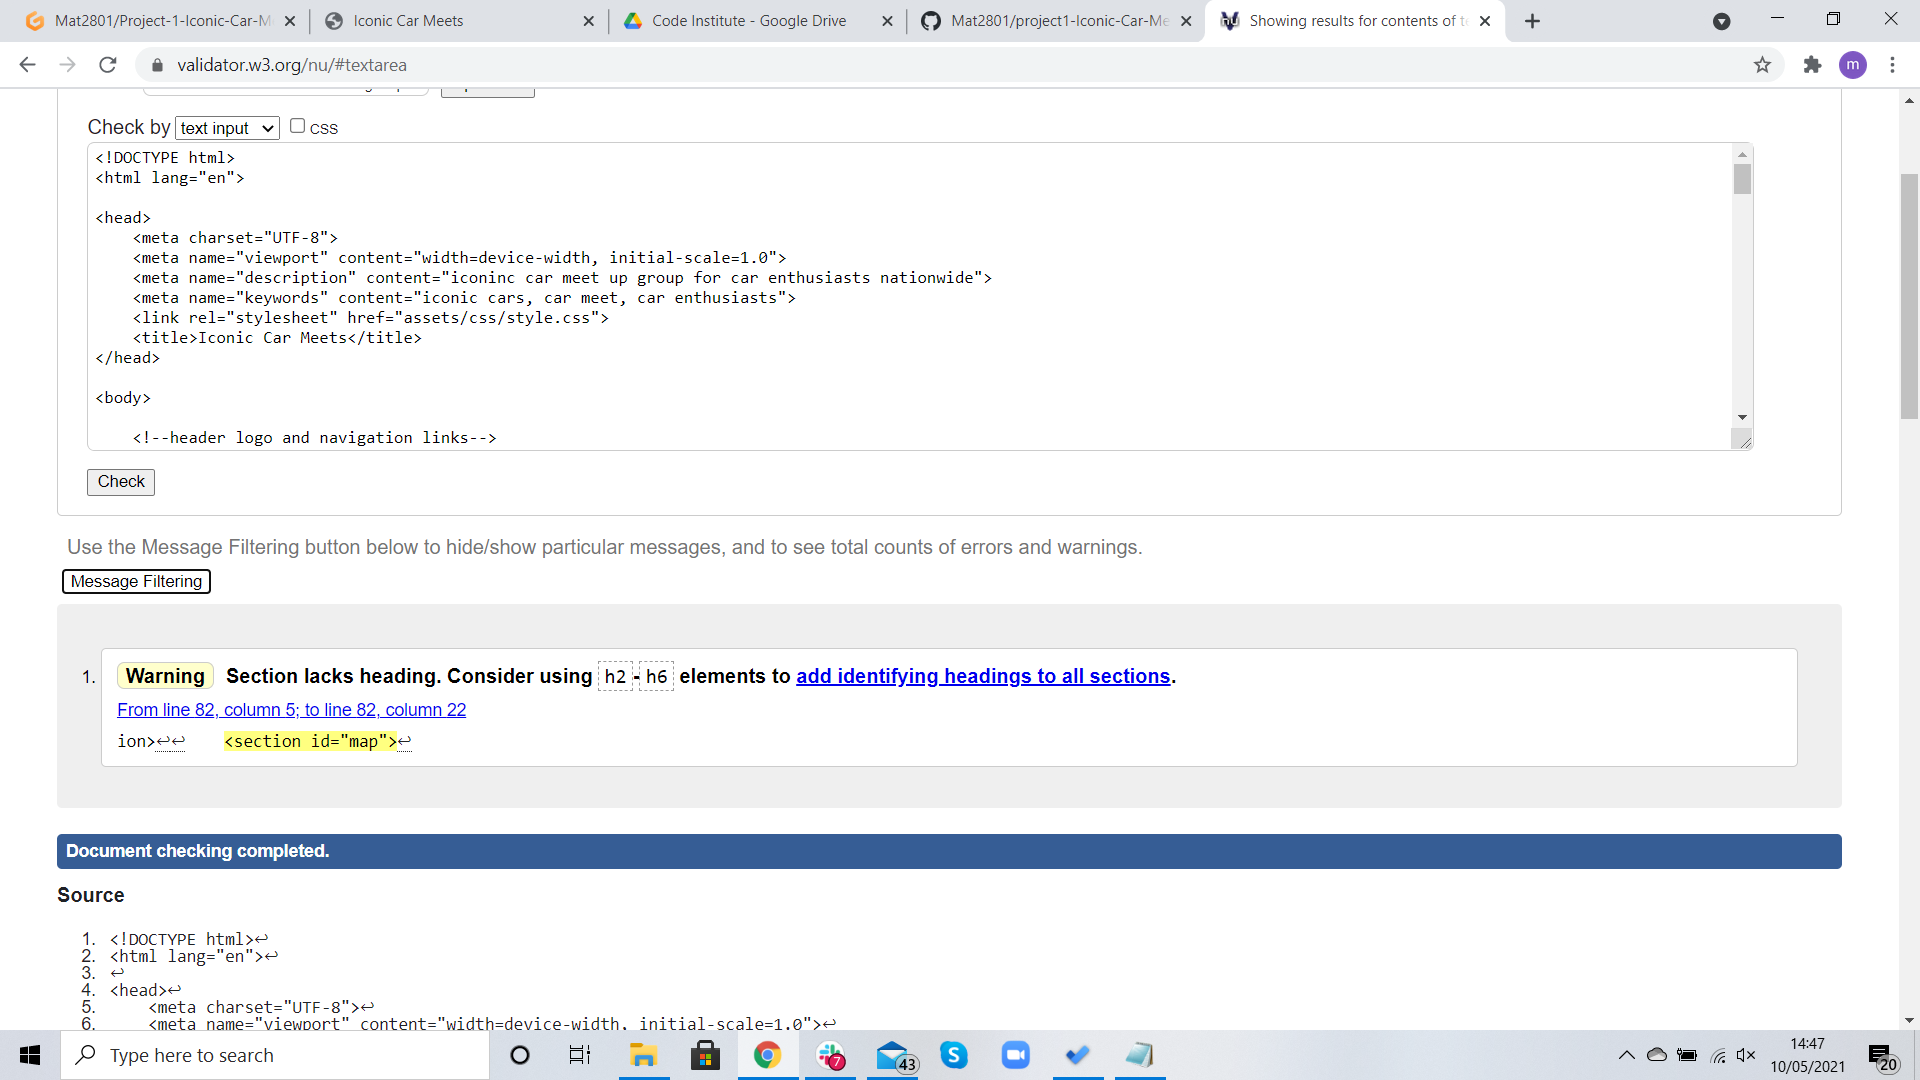 Mat2801/Project-1-Iconic-Car-M
Iconic Car Meets
Code Institute - Google Drive
Mat2801/project1-Iconic-Car-Me
Showing results for contents of t
validator.w3.org/nu/#textarea
m
Check by text input CSS
<!DOCTYPE html>
<html lang="en">
<head>
<meta charset="UTF-8">
<meta name="viewport" content="width=device-width, initial-scale=1.0">
<meta name="description" content="iconinc car meet up group for car enthusiasts nationwide">
<meta name="keywords" content="iconic cars, car meet, car enthusiasts">
<link rel="stylesheet" href="assets/css/style.css">
<title>Iconic Car Meets</title>
</head>
<body>
<!--header logo and navigation links-->
Check
Use the Message Filtering button below to hide/show particular messages, and to see total counts of errors and warnings.
Message Filtering
1. Warning Section lacks heading. Consider using h2-h6 elements to add identifying headings to all sections.
From line 82, column 5; to line 82, column 22
ion>↩↩ <section id="map">↩
Document checking completed.
Source
1. <!DOCTYPE html>↩
2. <html lang="en">↩
3. ↩
4. <head>↩
5. <meta charset="UTF-8">↩
6. <meta name="viewport" content="width=device-width, initial-scale=1.0">↩
Type here to search
7
43
S
14:47
10/05/2021
20